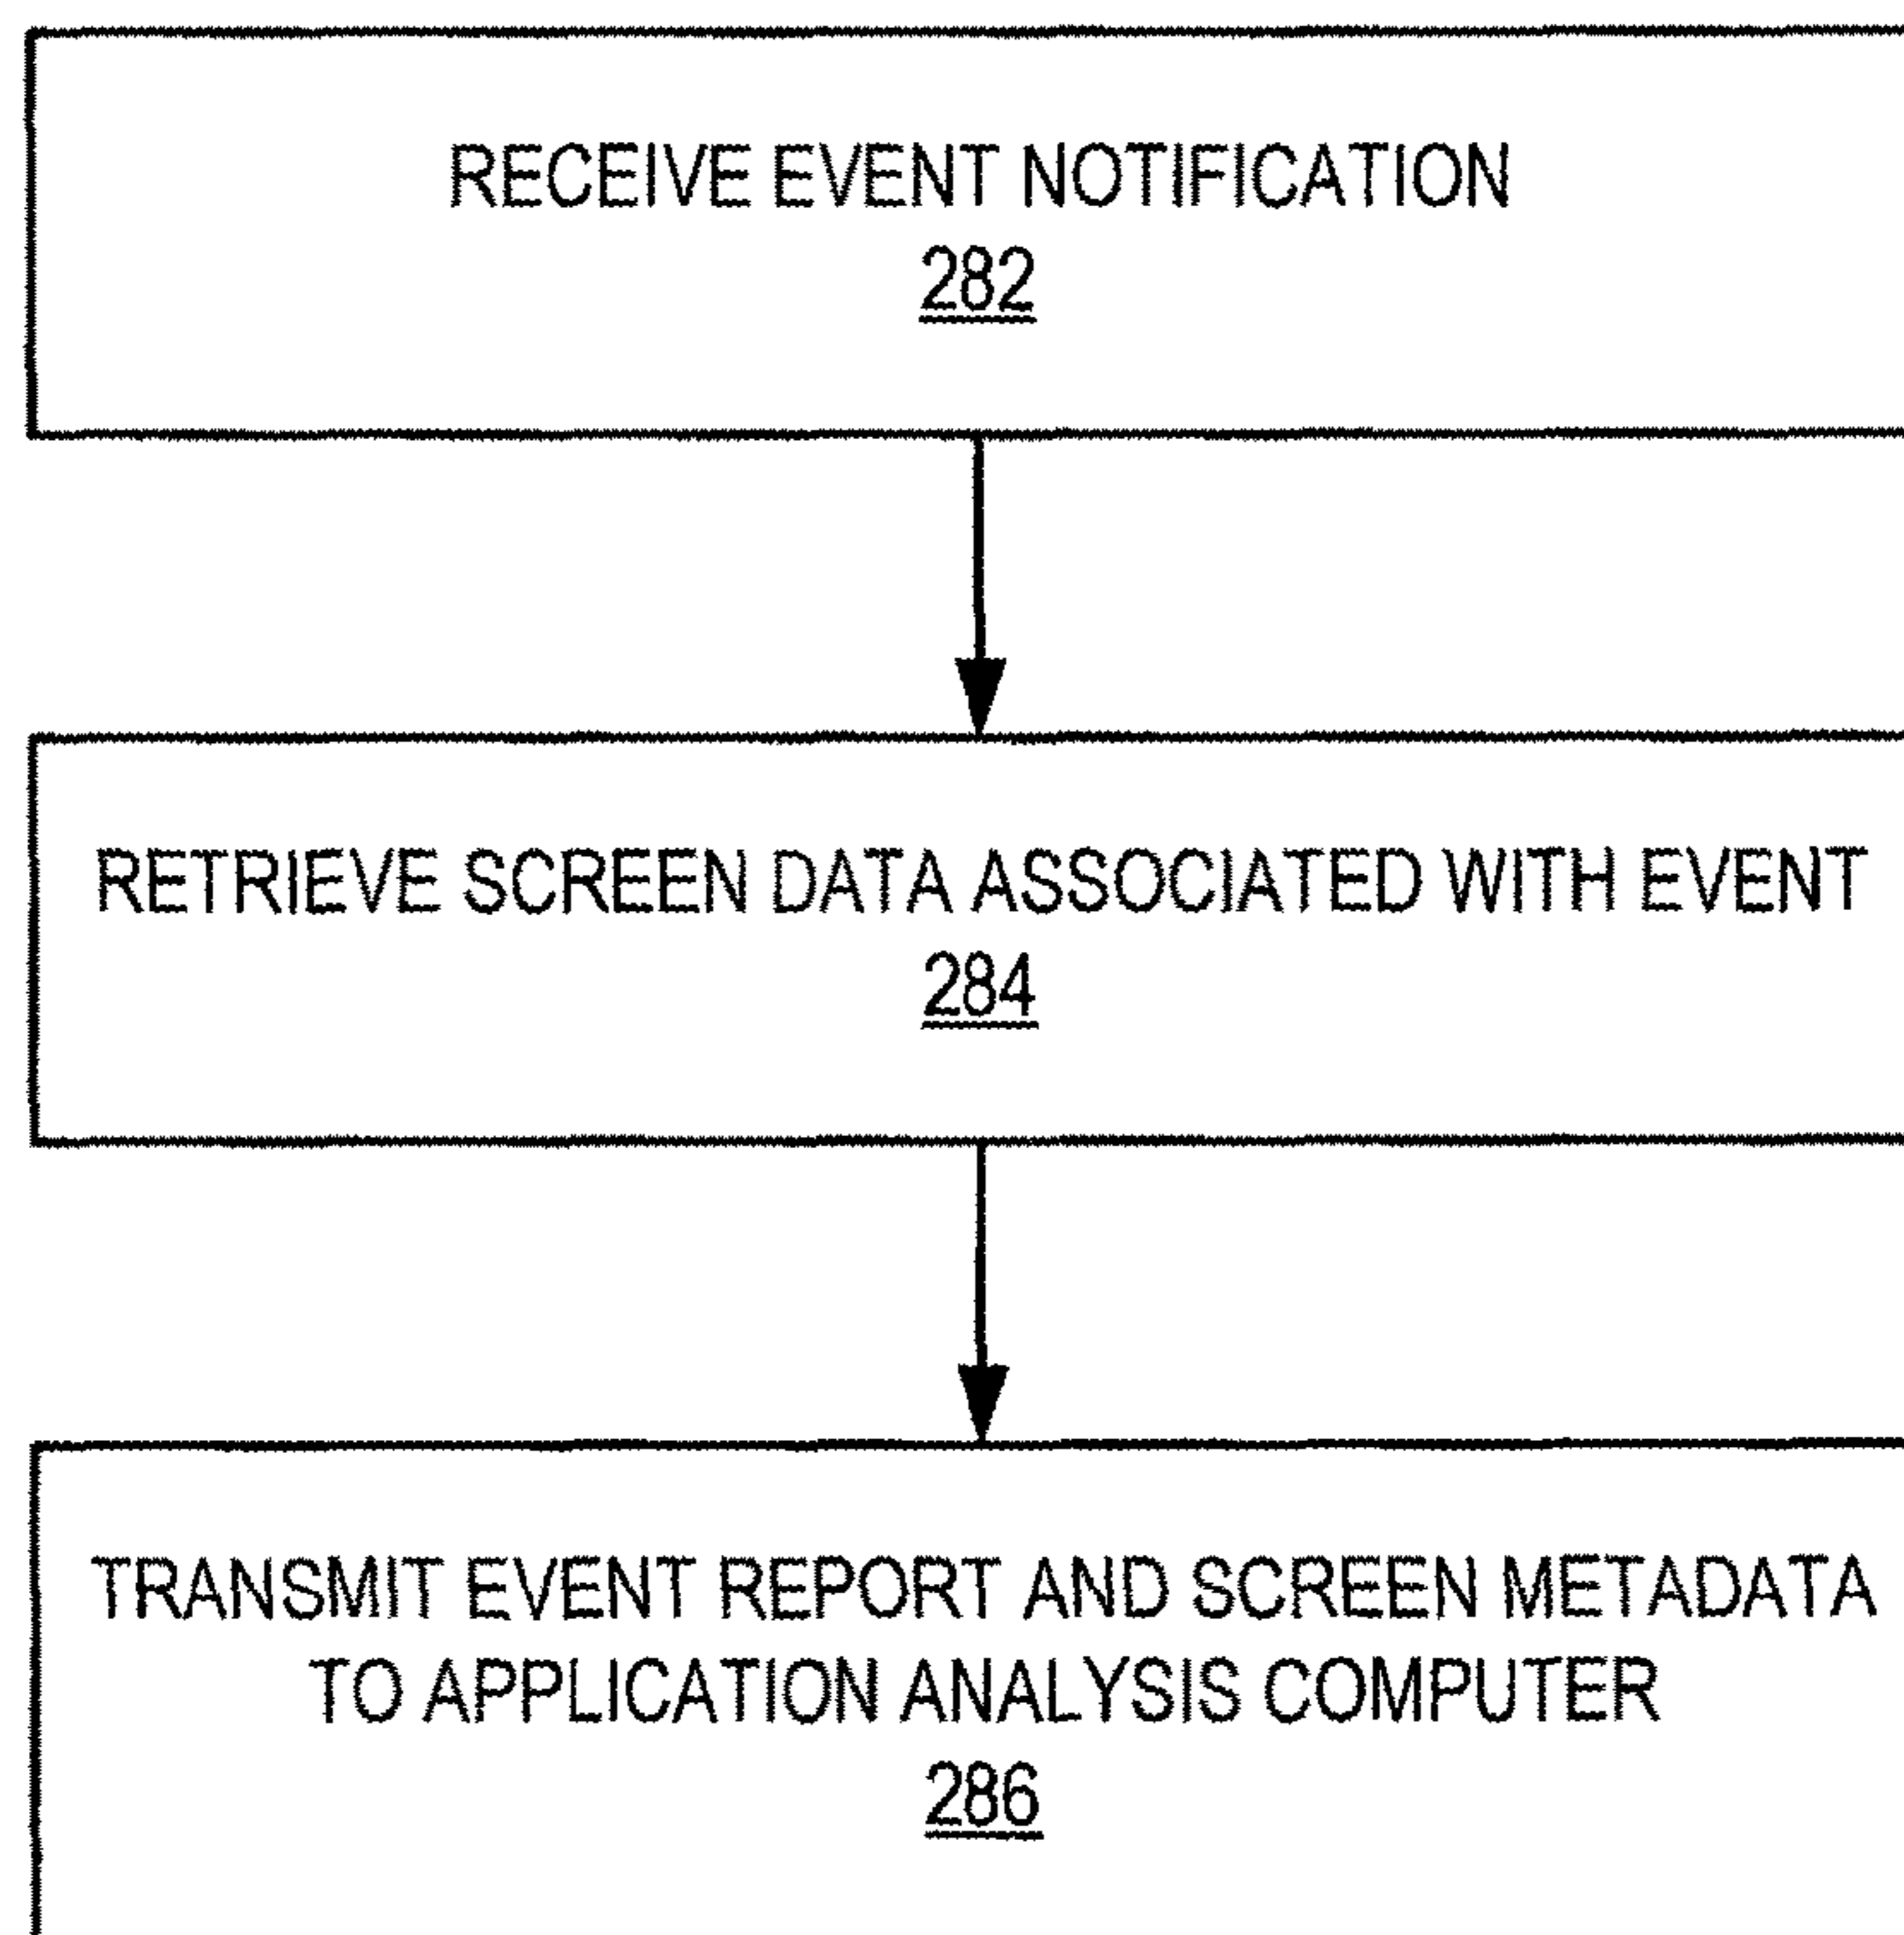 RECEIVE EVENT NOTIFICATION
282
RETRIEVE SCREEN DATA ASSOCIATED WITH EVENT
284
TRANSMIT EVENT REPORT AND SCREEN METADATA
TO APPLICATION ANALYSIS COMPUTER
286